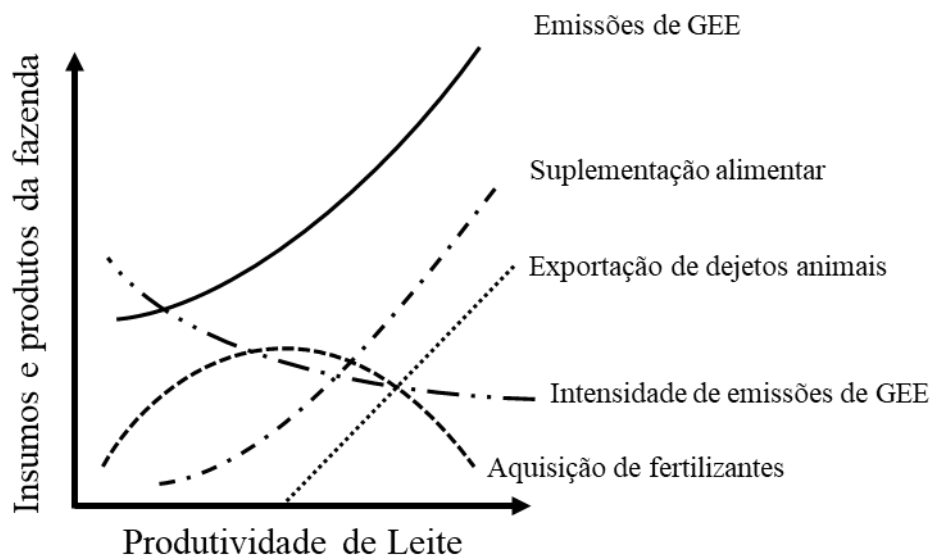 Emissões de GEE
Insumos e produtos da fazenda
Suplementação alimentar
Exportação de dejetos animais
Intensidade de emissões de GEE
Aquisição de fertilizantes
Produtividade de Leite